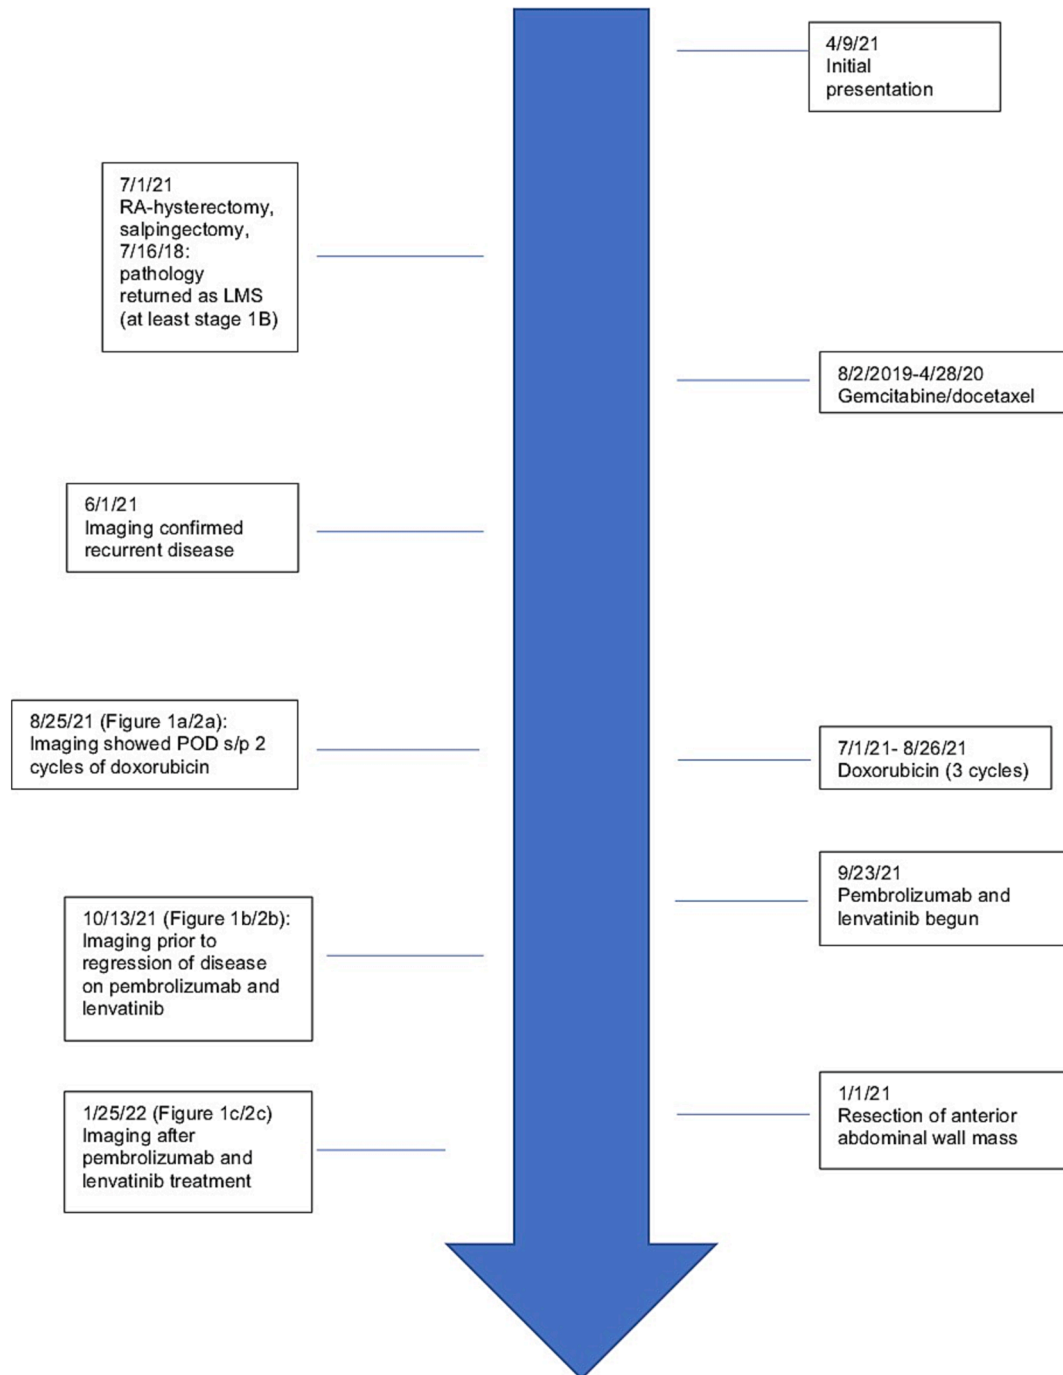 4/9/21
Initial
presentation
7/1/21
RA-hysterectomy,
salpingectomy,
7/16/18:
pathology
returned as LMS
(at least stage 1B)
8/2/2019-4/28/20
Gemcitabine/docetaxel
6/1/21
Imaging confirmed
recurrent disease
8/25/21 (Figure 1a/2a):
Imaging showed POD s/p 2
cycles of doxorubicin
7/1/21- 8/26/21
Doxorubicin (3 cycles)
9/23/21
Pembrolizumab and
lenvatinib begun
10/13/21 (Figure 1b/2b):
Imaging prior to
regression of disease
on pembrolizumab and
lenvatinib
1/1/21
Resection of anterior
abdominal wall mass
1/25/22 (Figure 1c/2c)
Imaging after
pembrolizumab and
lenvatinib treatment